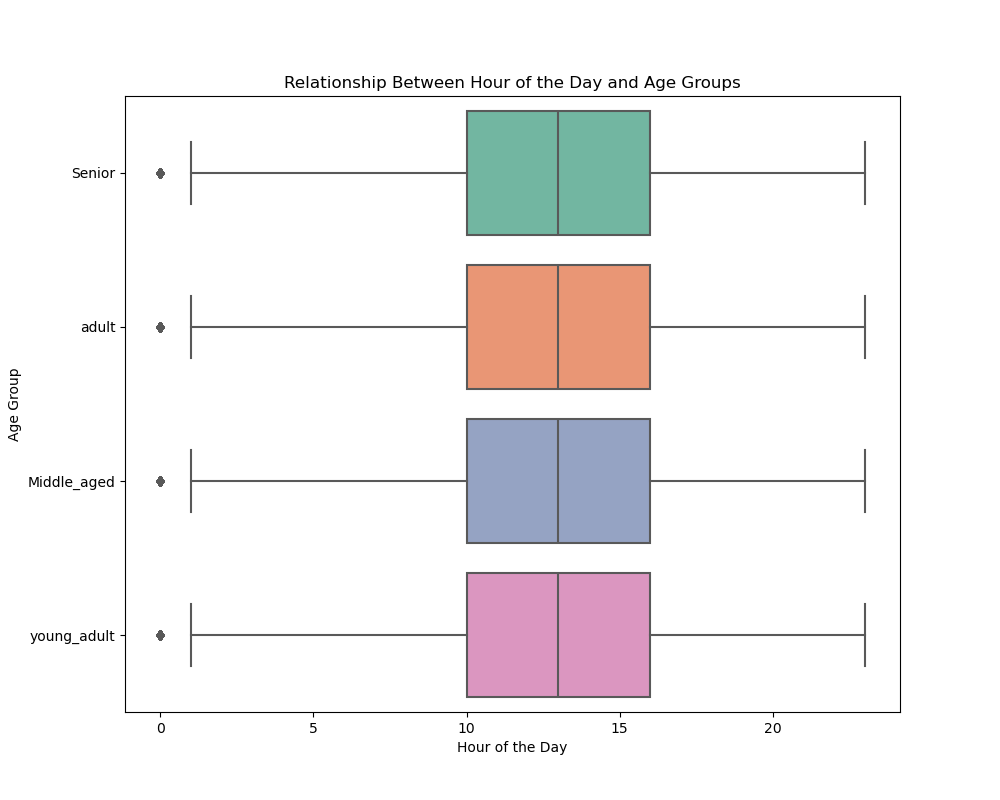 Relationship Between Hour of the Day and Age Groups
Age Group
Senior
adult
Middle_aged
young_adult
0 5 10 15 20
Hour of the Day